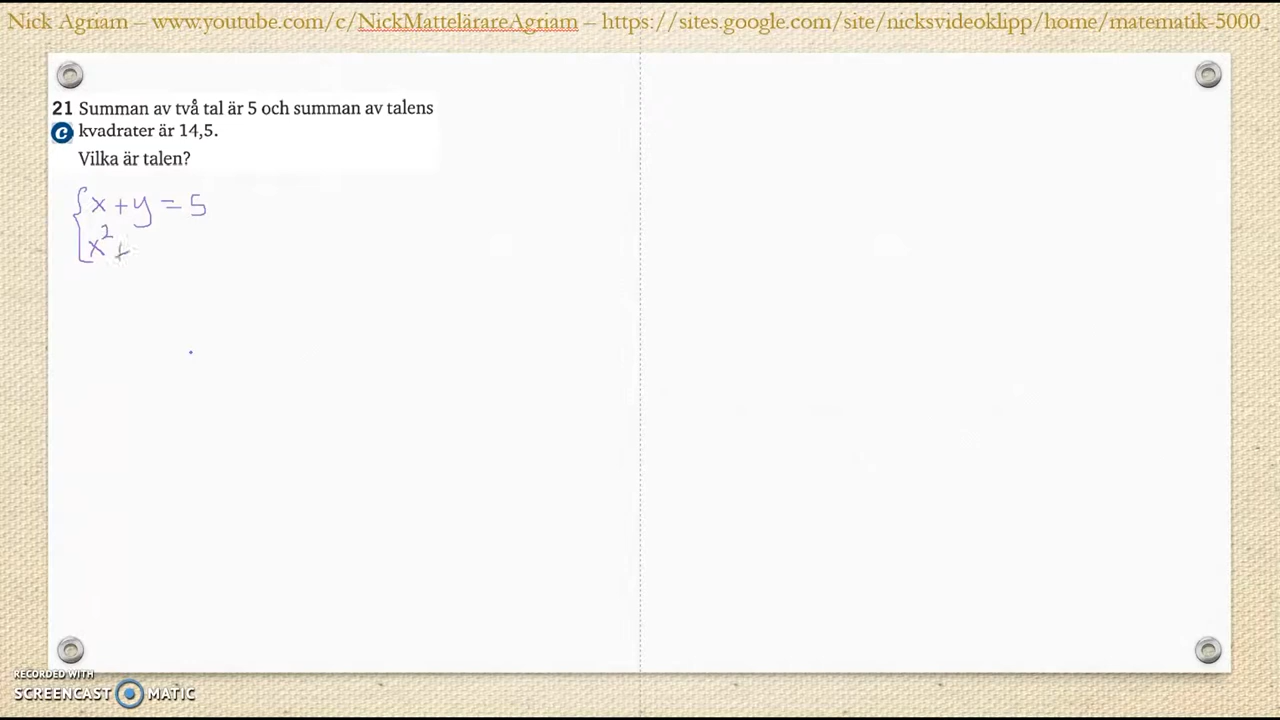 Nick Agriam – www.youtube.com/c/NickMattelärareAgriam – https://sites.google.com/site/nicksvideoklipp/home/matematik-5000
21 Summan av två tal är 5 och summan av talens
C kvadrater är 14,5.
Vilka är talen?
x + y = 5
x² +
RECORDED WITH
SCREENCAST MATIC